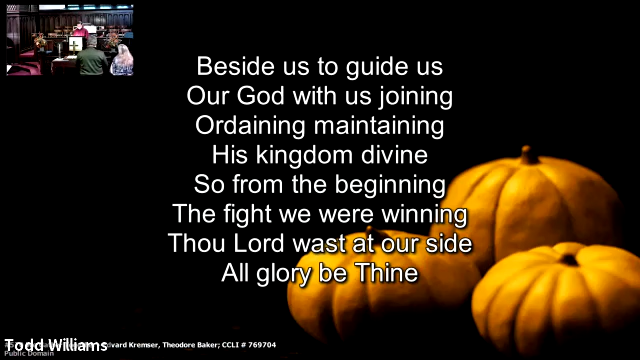 Beside us to guide us
Our God with us joining
Ordaining maintaining
His kingdom divine
So from the beginning
The fight we were winning
Thou Lord wast at our side
All glory be Thine
Todd Williams
Kremser, Theodore Baker; CCLI # 769704
Public Domain